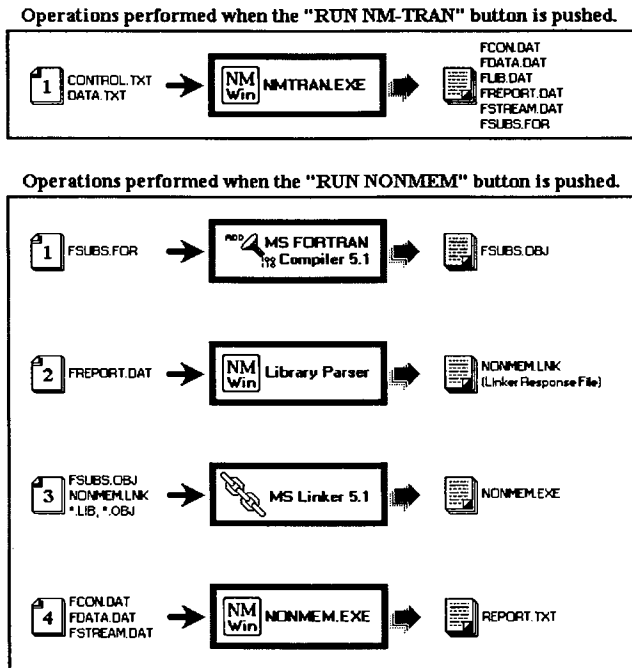 Operations performed when the "RUN NM-TRAN" button is pushed.
1
CONTROL.TXT
DATA.TXT
NM
Win
NMTRAN.EXE
FCON.DAT
FDATA.DAT
FLIB.DAT
FREPORT.DAT
FSTREAM.DAT
FSUBS.FOR
Operations performed when the "RUN NONMEM" button is pushed.
1
FSUBS.FOR
MS FORTRAN
Compiler 5.1
FSUBS.OBJ
2
FREPORT.DAT
NM
Win
Library Parser
NONMEM.LNK
(Linker Response File)
3
FSUBS.OBJ
NONMEM.LNK
*.LIB, *.OBJ
MS Linker 5.1
NONMEM.EXE
4
FCON.DAT
FDATA.DAT
FSTREAM.DAT
NM
Win
NONMEM.EXE
REPORT.TXT